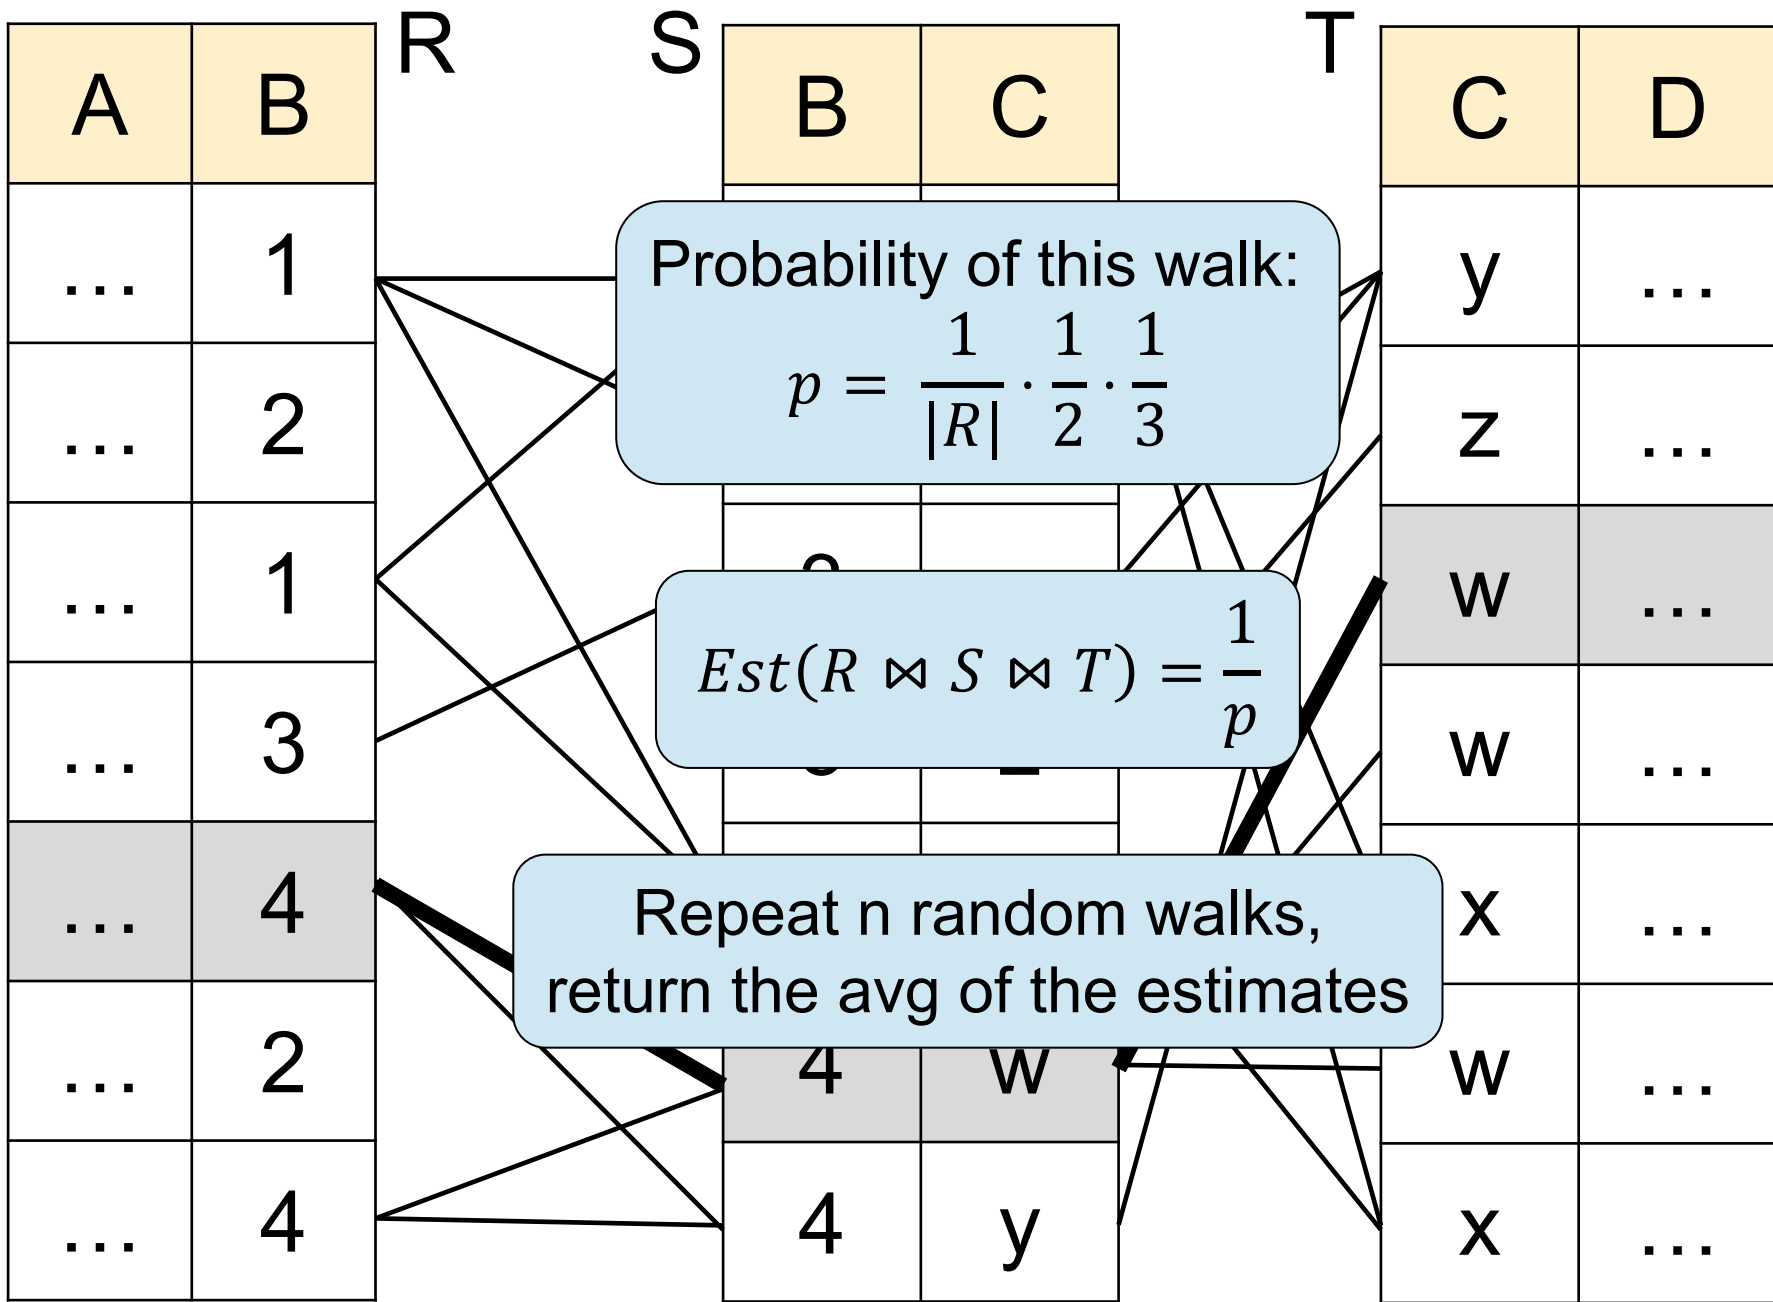 R S T
A B B C C D
… 1 y …
… 2 z …
… 1 w …
… 3 w …
… 4 x …
… 2 4 w w …
… 4 4 y x …
Probability of this walk:
p = 1/|R| · 1/2 · 1/3
Est(R ⋈ S ⋈ T) = 1/p
Repeat n random walks,
return the avg of the estimates